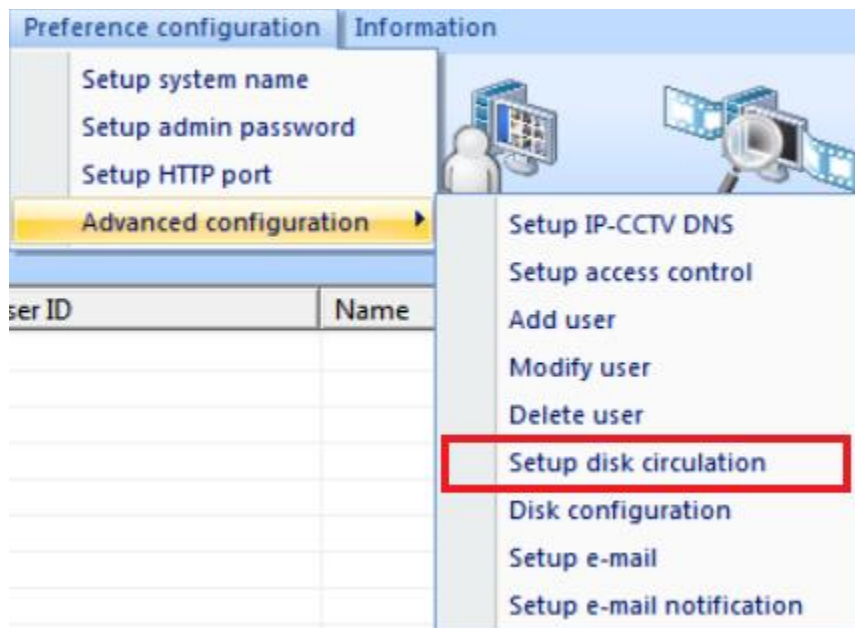 Preference configuration Information
Setup system name
Setup admin password
Setup HTTP port
Advanced configuration
Setup IP-CCTV DNS
Setup access control
ser ID Name
Add user
Modify user
Delete user
Setup disk circulation
Disk configuration
Setup e-mail
Setup e-mail notification